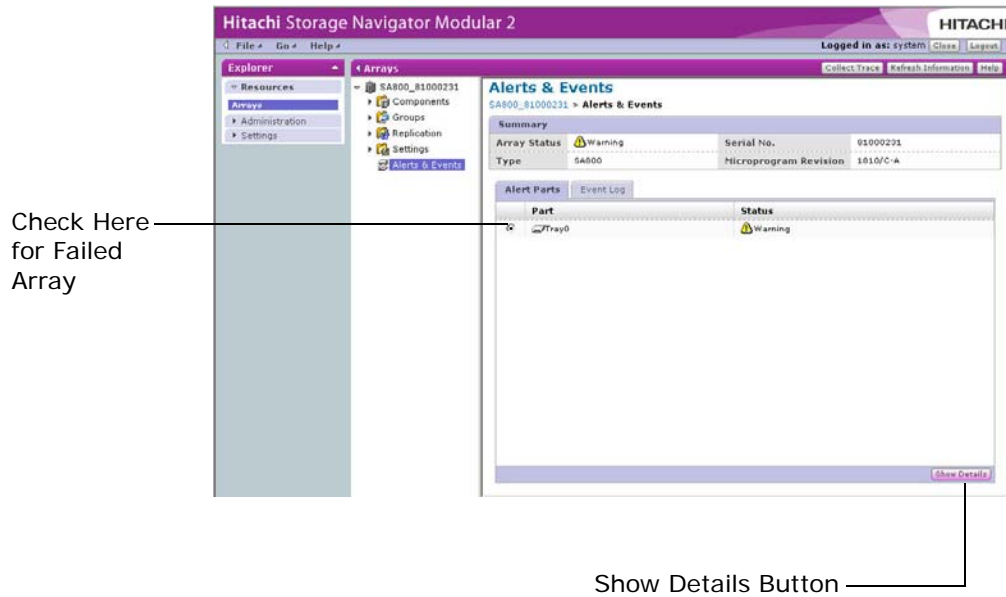 Hitachi Storage Navigator Modular 2
HITACHI
File Go Help
Logged in as: system Close Logout
Explorer
Arrays
Collect Trace Refresh Information Help
Resources
Arrays
Administration
Settings
SA800_81000231
Components
Groups
Replication
Settings
Alerts & Events
Alerts & Events
SA800_81000231 > Alerts & Events
Summary
Array Status Warning Serial No. 81000231
Type SA800 Microprogram Revision 1810/C-A
Alert Parts Event Log
Part Status
Tray0 Warning
Show Details
Check Here
for Failed
Array
Show Details Button